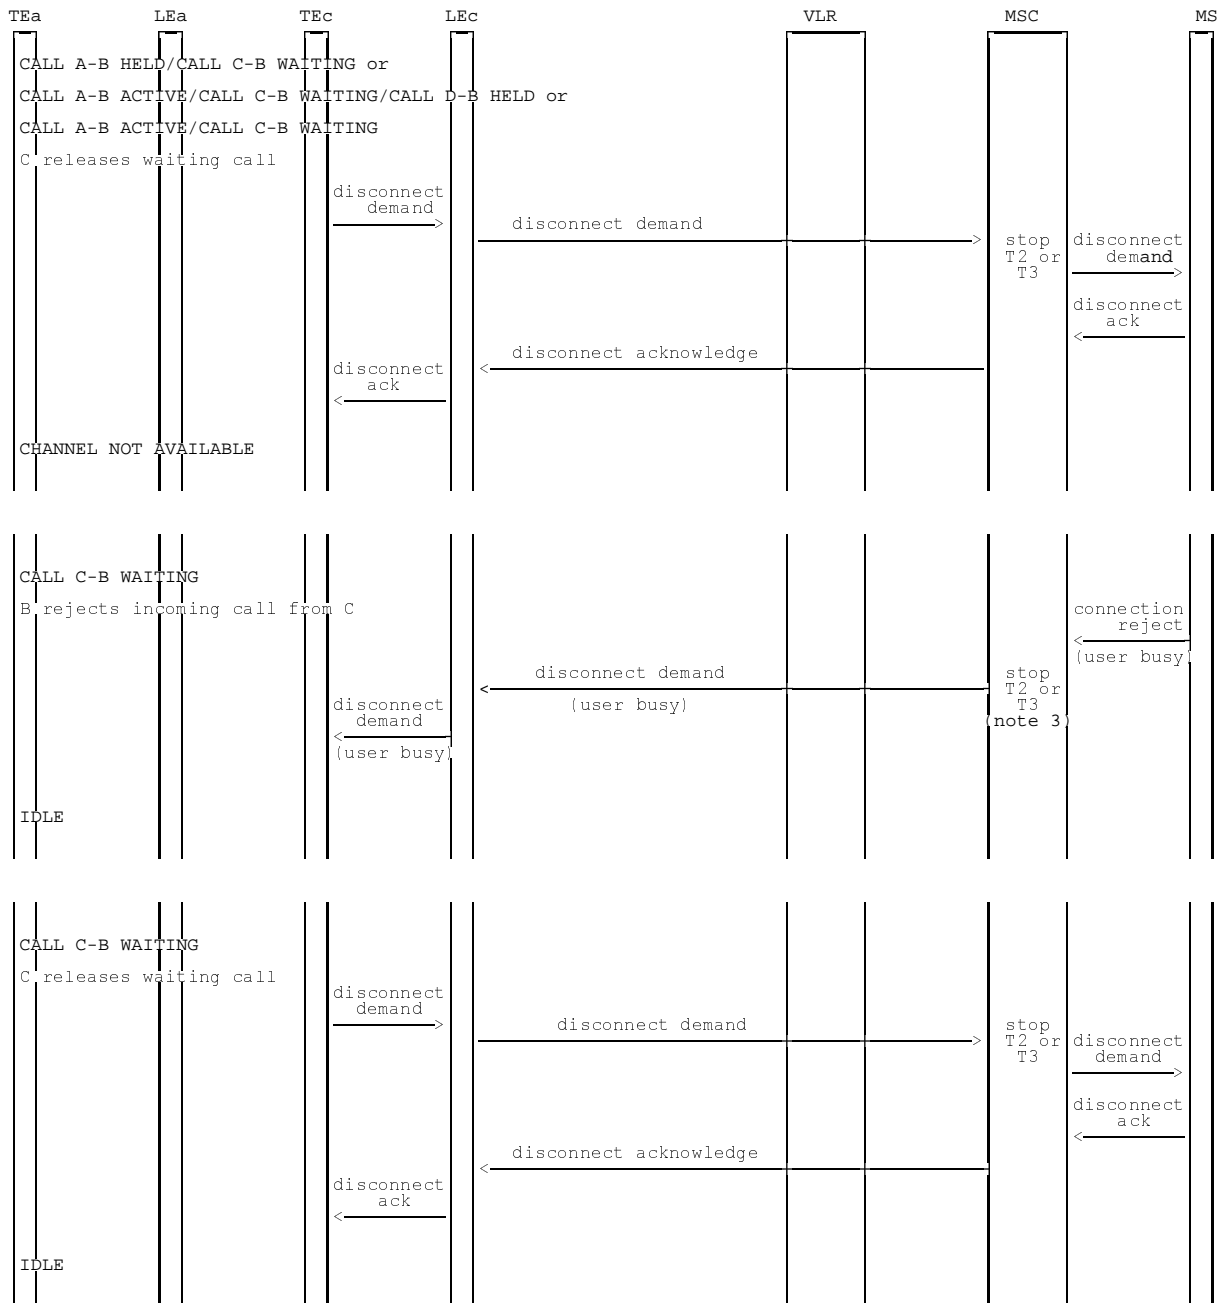 TEa LEa TEc LEc VLR MSC MS
CALL A-B HELD/CALL C-B WAITING or
CALL A-B ACTIVE/CALL C-B WAITING/CALL D-B HELD or
CALL A-B ACTIVE/CALL C-B WAITING
C releases waiting call
disconnect
demand
disconnect demand
stop
T2 or
T3
disconnect
demand
disconnect
ack
disconnect acknowledge
disconnect
ack
CHANNEL NOT AVAILABLE
CALL C-B WAITING
B rejects incoming call from C
connection
reject
(user busy)
disconnect demand
(user busy)
stop
T2 or
T3
(note 3)
disconnect
demand
(user busy)
IDLE
CALL C-B WAITING
C releases waiting call
disconnect
demand
disconnect demand
stop
T2 or
T3
disconnect
demand
disconnect
ack
disconnect acknowledge
disconnect
ack
IDLE